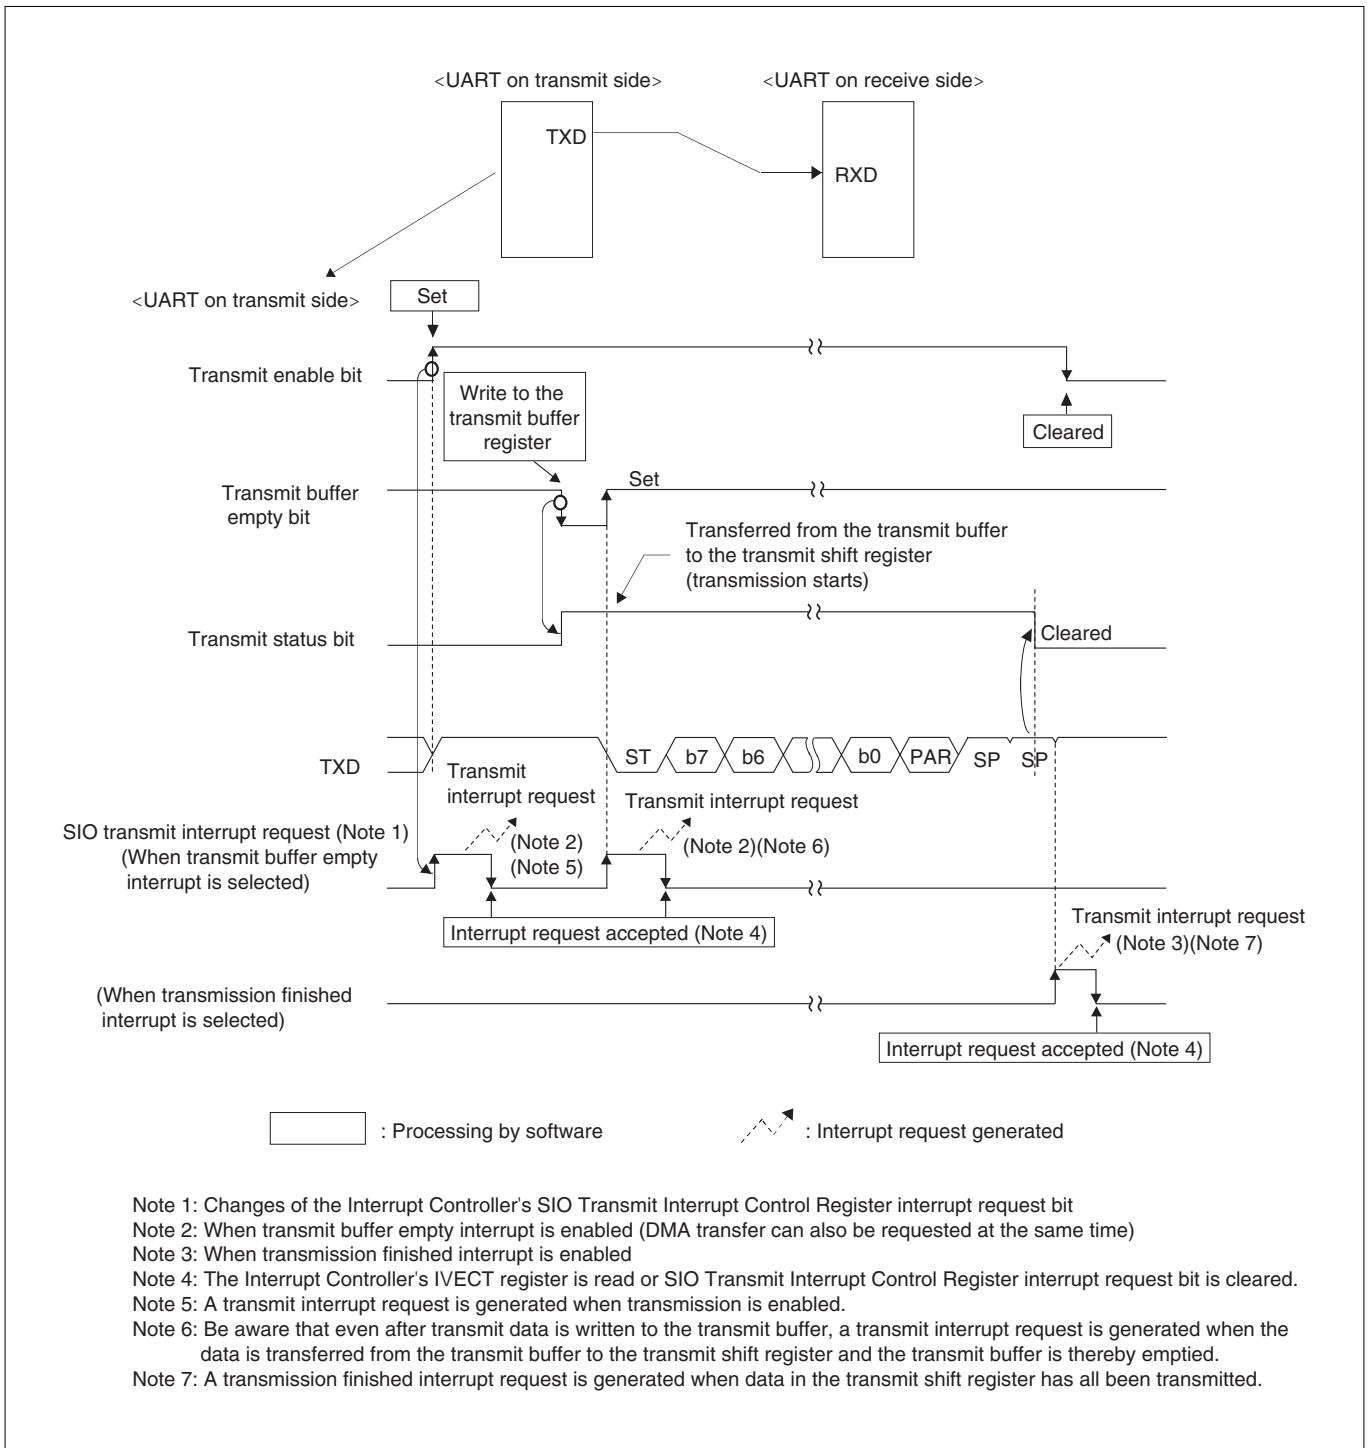 <UART on transmit side>
<UART on receive side>
TXD
RXD
<UART on transmit side>
Set
Transmit enable bit
Write to the
transmit buffer
register
Cleared
Transmit buffer
empty bit
Set
Transferred from the transmit buffer
to the transmit shift register
(transmission starts)
Transmit status bit
Cleared
TXD
ST
b7
b6
b0
PAR
SP
SP
Transmit
interrupt request
Transmit interrupt request
SIO transmit interrupt request (Note 1)
(When transmit buffer empty
interrupt is selected)
(Note 2)
(Note 5)
(Note 2)(Note 6)
Interrupt request accepted (Note 4)
Transmit interrupt request
(Note 3)(Note 7)
(When transmission finished
interrupt is selected)
Interrupt request accepted (Note 4)
: Processing by software
: Interrupt request generated
Note 1: Changes of the Interrupt Controller's SIO Transmit Interrupt Control Register interrupt request bit
Note 2: When transmit buffer empty interrupt is enabled (DMA transfer can also be requested at the same time)
Note 3: When transmission finished interrupt is enabled
Note 4: The Interrupt Controller's IVECT register is read or SIO Transmit Interrupt Control Register interrupt request bit is cleared.
Note 5: A transmit interrupt request is generated when transmission is enabled.
Note 6: Be aware that even after transmit data is written to the transmit buffer, a transmit interrupt request is generated when the
data is transferred from the transmit buffer to the transmit shift register and the transmit buffer is thereby emptied.
Note 7: A transmission finished interrupt request is generated when data in the transmit shift register has all been transmitted.